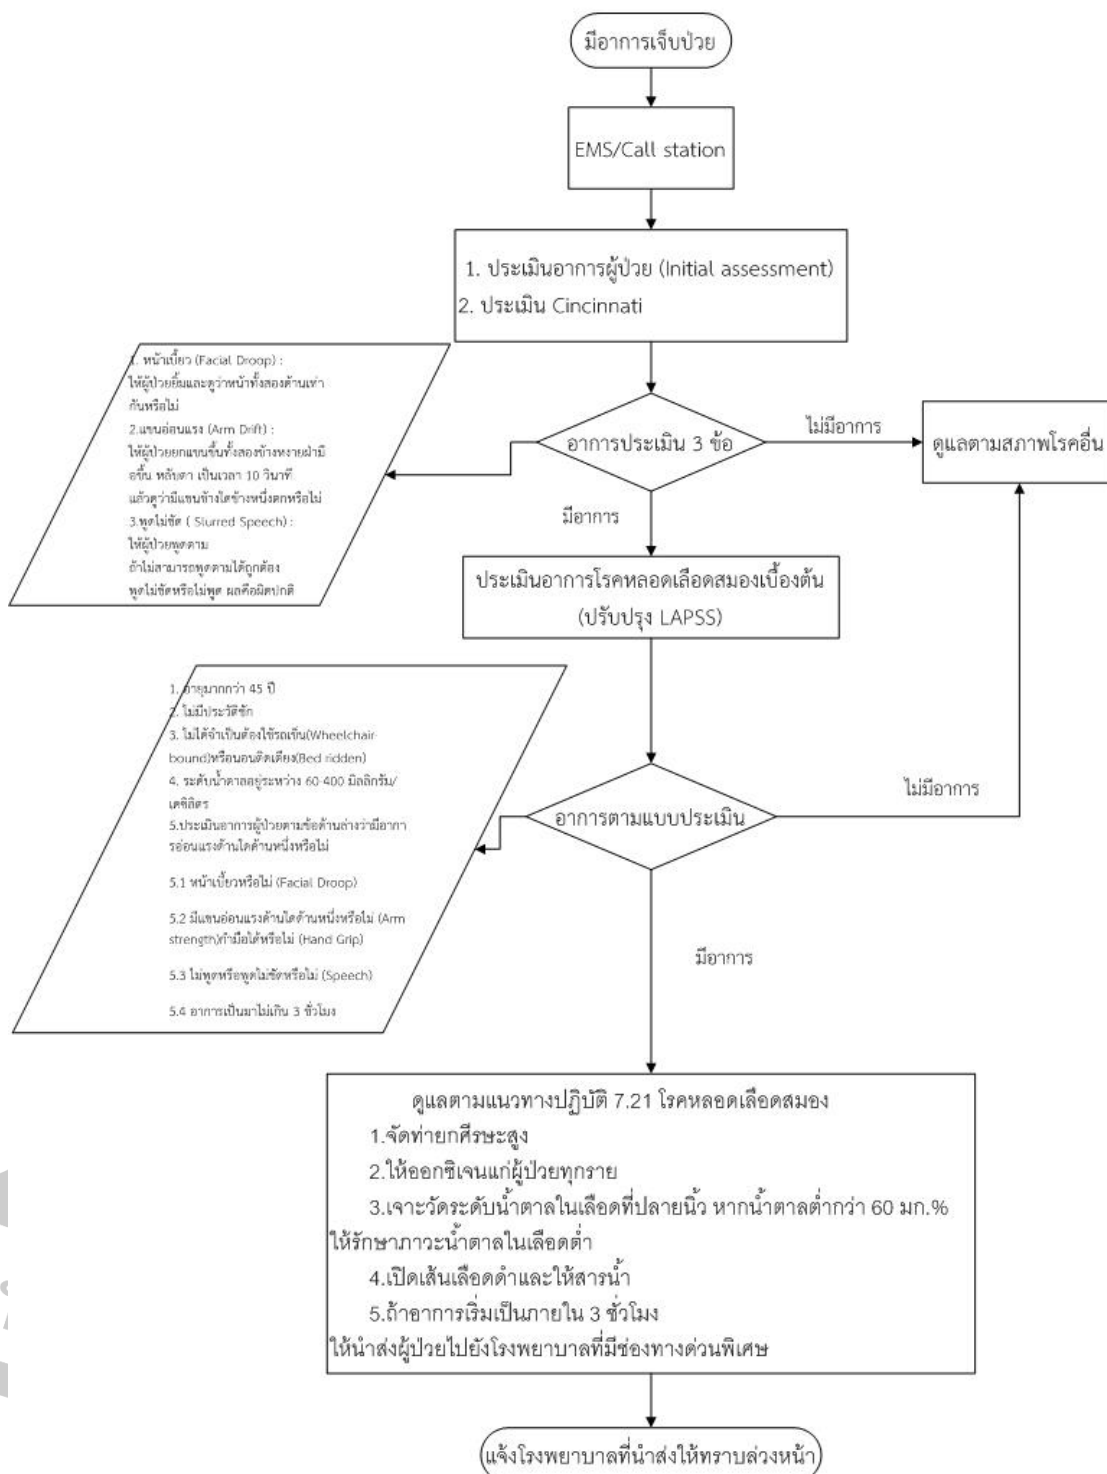 มีอาการเจ็บป่วย
EMS/Call station
1. ประเมินอาการผู้ป่วย (Initial assessment)
2. ประเมิน Cincinnati
1. หน้าเบี้ยว (Facial Droop) :
ให้ผู้ป่วยยิ้มและดูว่าหน้าทั้งสองด้านเท่า
กันหรือไม่
2.แขนอ่อนแรง (Arm Drift) :
ให้ผู้ป่วยยกแขนขึ้นทั้งสองข้างหงายฝ่ามื
อขึ้น หลับตา เป็นเวลา 10 วินาที
แล้วดูว่ามีแขนข้างใดข้างหนึ่งตกหรือไม่
3.พูดไม่ชัด ( Slurred Speech) :
ให้ผู้ป่วยพูดตาม
ถ้าไม่สามารถพูดตามได้ถูกต้อง
พูดไม่ชัดหรือไม่พูด ผลคือผิดปกติ
อาการประเมิน 3 ข้อ
ไม่มีอาการ
ดูแลตามสภาพโรคอื่น
มีอาการ
ประเมินอาการโรคหลอดเลือดสมองเบื้องต้น
(ปรับปรุง LAPSS)
1. อายุมากกว่า 45 ปี
2. ไม่มีประวัติชัก
3. ไม่ได้จำเป็นต้องใช้รถเข็น(Wheelchair
bound)หรือนอนติดเตียง(Bed ridden)
4. ระดับน้ำตาลอยู่ระหว่าง 60-400 มิลลิกรัม/
เดซิลิตร
5.ประเมินอาการผู้ป่วยตามข้อด้านล่างว่ามีอากา
รอ่อนแรงด้านใดด้านหนึ่งหรือไม่
5.1 หน้าเบี้ยวหรือไม่ (Facial Droop)
5.2 มีแขนอ่อนแรงด้านใดด้านหนึ่งหรือไม่ (Arm
strength)กำมือได้หรือไม่ (Hand Grip)
5.3 ไม่พูดหรือพูดไม่ชัดหรือไม่ (Speech)
5.4 อาการเป็นมาไม่เกิน 3 ชั่วโมง
อาการตามแบบประเมิน
ไม่มีอาการ
มีอาการ
ดูแลตามแนวทางปฏิบัติ 7.21 โรคหลอดเลือดสมอง
1.จัดท่ายกศีรษะสูง
2.ให้ออกซิเจนแก่ผู้ป่วยทุกราย
3.เจาะวัดระดับน้ำตาลในเลือดที่ปลายนิ้ว หากน้ำตาลต่ำกว่า 60 มก.%
ให้รักษาภาวะน้ำตาลในเลือดต่ำ
4.เปิดเส้นเลือดดำและให้สารน้ำ
5.ถ้าอาการเริ่มเป็นภายใน 3 ชั่วโมง
ให้นำส่งผู้ป่วยไปยังโรงพยาบาลที่มีช่องทางด่วนพิเศษ
แจ้งโรงพยาบาลที่นำส่งให้ทราบล่วงหน้า